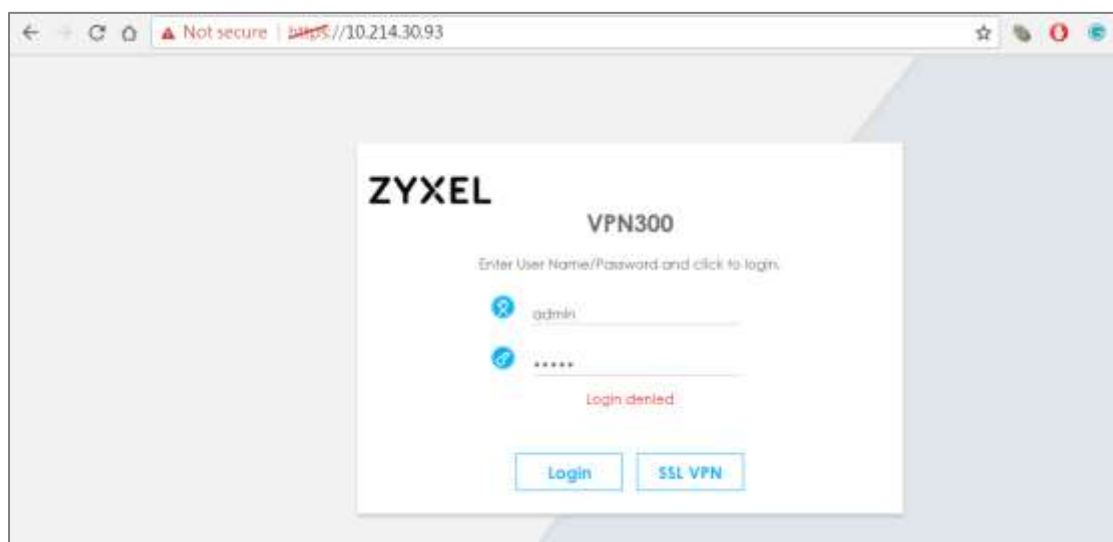 Not secure | https://10.214.30.93
ZYXEL
VPN300
Enter User Name/Password and click to login.
admin
•••••
Login denied
Login
SSL VPN